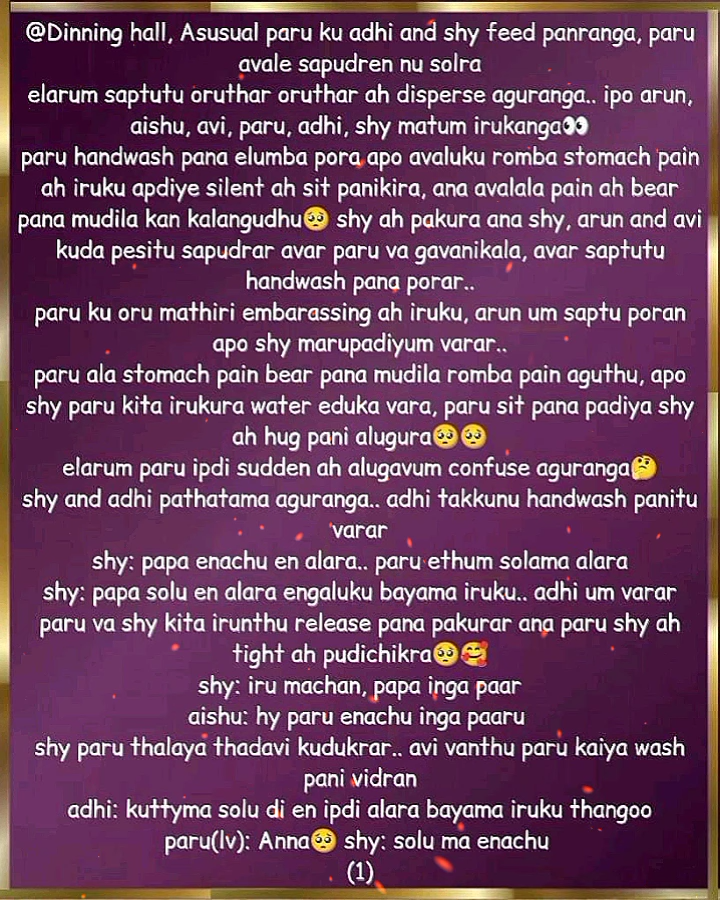 @Dinning hall, Asusual paru ku adhi and shy feed panranga, paru
avale sapudren nu solra
elarum saptutu oruthar oruthar ah disperse aguranga.. ipo arun,
aishu, avi, paru, adhi, shy matum irukanga👀
paru handwash pana elumba pora apo avaluku romba stomach pain
ah iruku apdiye silent ah sit panikira, ana avalala pain ah bear
pana mudila kan kalangudhu🥺 shy ah pakura ana shy, arun and avi
kuda pesitu sapudrar avar paru va gavanikala, avar saptutu
handwash pana porar..
paru ku oru mathiri embarassing ah iruku, arun um saptu poran
apo shy marupadiyum varar..
paru ala stomach pain bear pana mudila romba pain aguthu, apo
shy paru kita irukura water eduka vara, paru sit pana padiya shy
ah hug pani alugura🥺🥺
elarum paru ipdi sudden ah alugavum confuse aguranga🤔
shy and adhi pathatama aguranga.. adhi takkunu handwash panitu
varar
shy: papa enachu en alara.. paru ethum solama alara
shy: papa solu en alara engaluku bayama iruku.. adhi um varar
paru va shy kita irunthu release pana pakurar ana paru shy ah
tight ah pudichikra🥺🥰
shy: iru machan, papa inga paar
aishu: hy paru enachu inga paaru
shy paru thalaya thadavi kudukrar.. avi vanthu paru kaiya wash
pani vidran
adhi: kuttyma solu di en ipdi alara bayama iruku thangoo
paru(lv): Anna🥺 shy: solu ma enachu
(1)